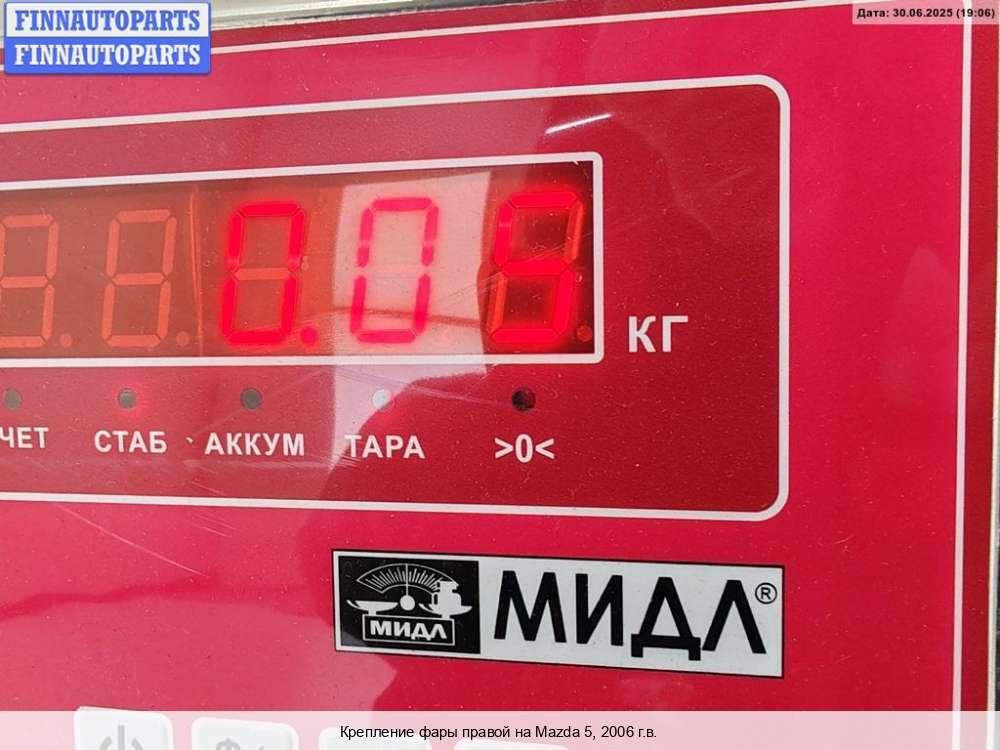 FINNAUTOPARTS
FINNAUTOPARTS
Дата: 30.06.2025 (19:06)
0.05
КГ
ЧЕТ СТАБ АККУМ ТАРА >0<
МИДЛ МИДЛ®
Крепление фары правой на Mazda 5, 2006 г.в.